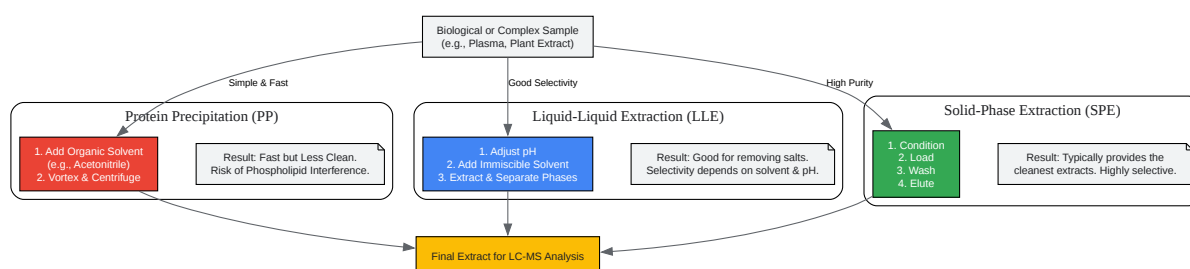 Biological or Complex Sample
(e.g., Plasma, Plant Extract)
Simple & Fast
Good Selectivity
High Purity
Protein Precipitation (PP)
1. Add Organic Solvent
(e.g., Acetonitrile)
2. Vortex & Centrifuge
Result: Fast but Less Clean.
Risk of Phospholipid Interference.
Liquid-Liquid Extraction (LLE)
1. Adjust pH
2. Add Immiscible Solvent
3. Extract & Separate Phases
Result: Good for removing salts.
Selectivity depends on solvent & pH.
Solid-Phase Extraction (SPE)
1. Condition
2. Load
3. Wash
4. Elute
Result: Typically provides the
cleanest extracts. Highly selective.
Final Extract for LC-MS Analysis